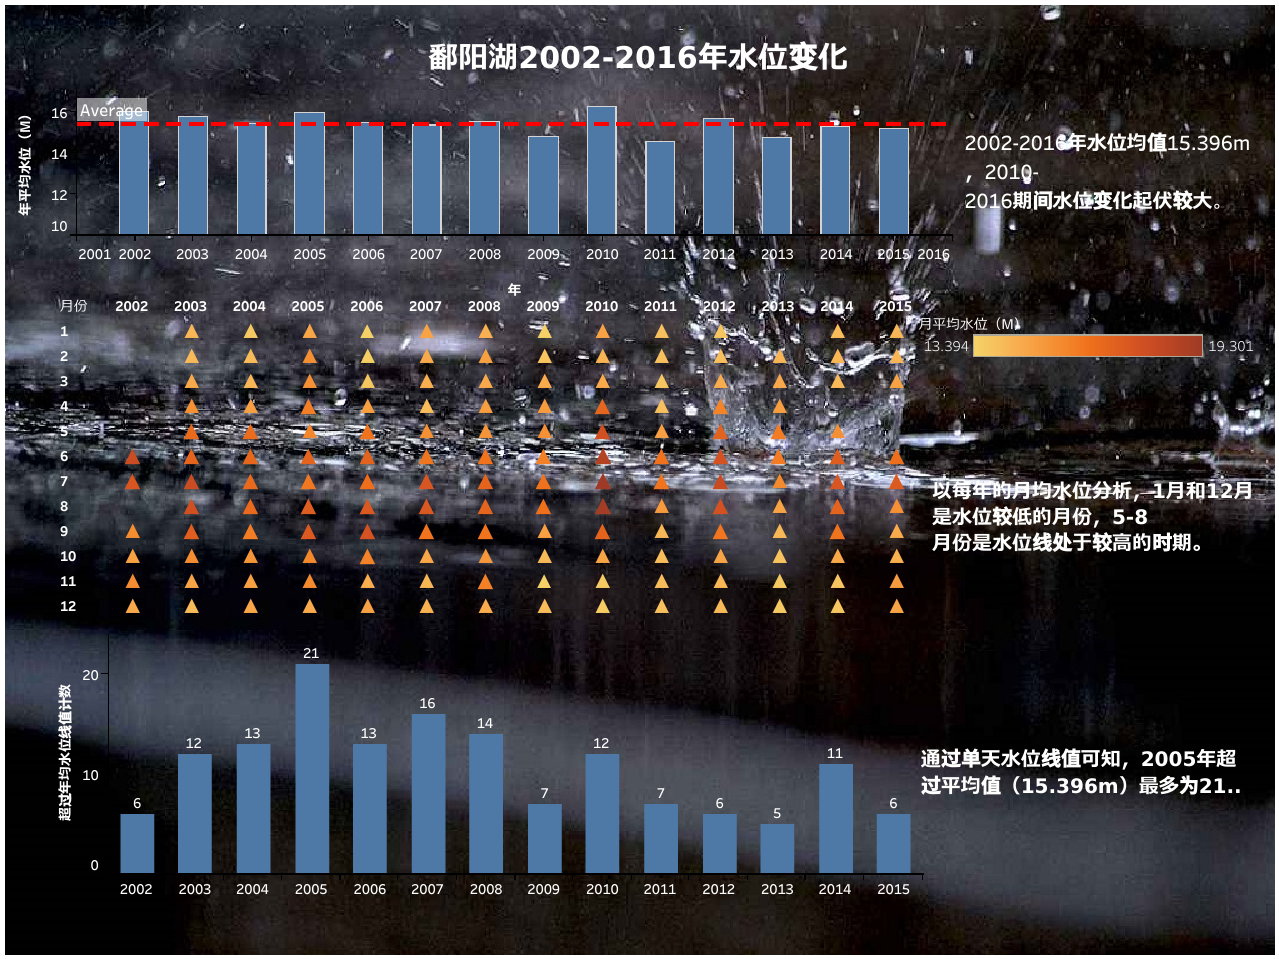 鄱阳湖2002-2016年水位变化
年平均水位（M）
16
14
12
10
Average
2001 2002 2003 2004 2005 2006 2007 2008 2009 2010 2011 2012 2013 2014 2015 2016
年
2002-2016年水位均值15.396m
，2010-
2016期间水位变化起伏较大。
月份 2002 2003 2004 2005 2006 2007 2008 2009 2010 2011 2012 2013 2014 2015
1
2
3
4
5
6
7
8
9
10
11
12
月平均水位（M）
13.394 19.301
以每年的月均水位分析，1月和12月
是水位较低的月份，5-8
月份是水位线处于较高的时期。
超过年均水位线值计数
20
10
0
6 12 13 21 13 16 14 7 12 7 6 5 11 6
2002 2003 2004 2005 2006 2007 2008 2009 2010 2011 2012 2013 2014 2015
通过单天水位线值可知，2005年超
过平均值（15.396m）最多为21..